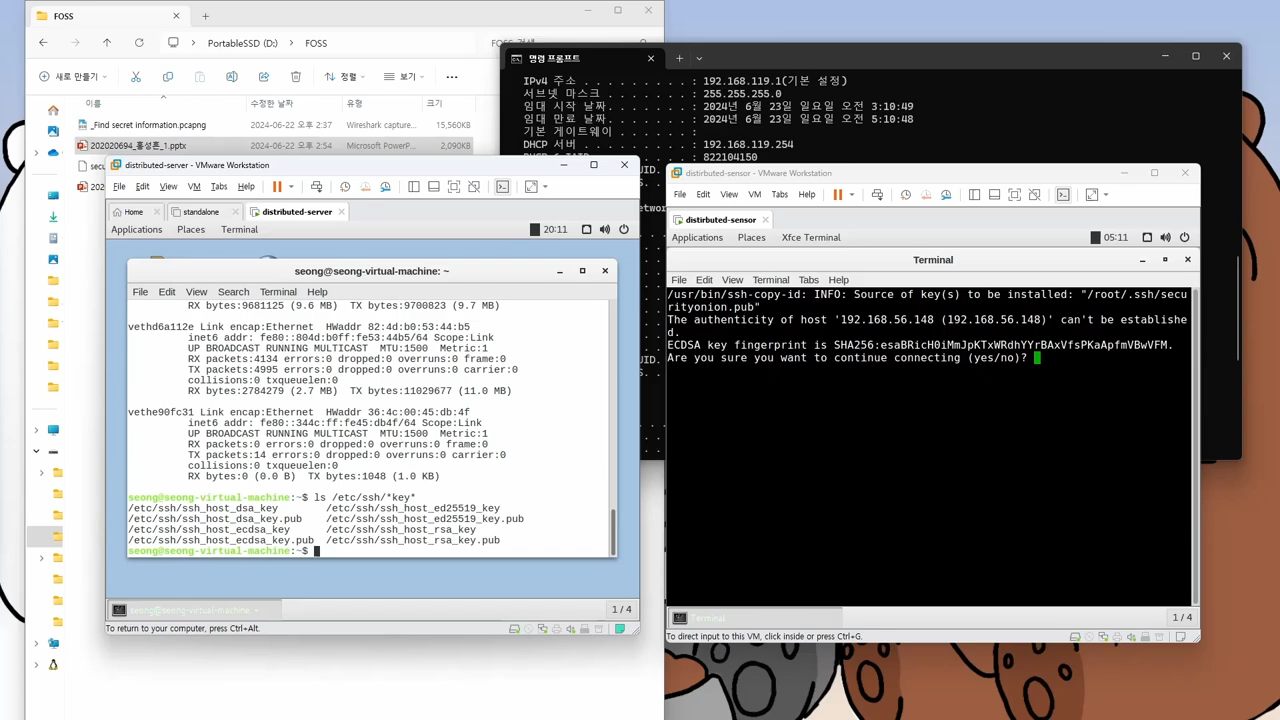 FOSS
PortableSSD (D:)
FOSS
FOSS 검색
새로 만들기
정렬
보기
이름
수정한 날짜
유형
크기
_Find secret information.pcapng
2024-06-22 오후 2:37
Wireshark capture...
15,560KB
202020694_홍성훈_1.pptx
2024-06-22 오후 5:34
Microsoft PowerP...
2,090KB
secu
202
명령 프롬프트
IPv4 주소 . . . . . . . . . : 192.168.119.1(기본 설정)
서브넷 마스크 . . . . . . . : 255.255.255.0
임대 시작 날짜. . . . . . . : 2024년 6월 23일 일요일 오전 3:10:49
임대 만료 날짜. . . . . . . : 2024년 6월 23일 일요일 오전 5:10:48
기본 게이트웨이 . . . . . . :
DHCP 서버 . . . . . . . . . : 192.168.119.254
822104150
UID.
etwor
UID.
distributed-server - VMware Workstation
File Edit View VM Tabs Help
Home
standalone
distributed-server
Applications Places Terminal
20:11
seong@seong-virtual-machine: ~
File Edit View Search Terminal Help
RX bytes:9681125 (9.6 MB) TX bytes:9700823 (9.7 MB)
vethd6a112e Link encap:Ethernet HWaddr 82:4d:b0:53:44:b5
inet6 addr: fe80::804d:b0ff:fe53:44b5/64 Scope:Link
UP BROADCAST RUNNING MULTICAST MTU:1500 Metric:1
RX packets:4134 errors:0 dropped:0 overruns:0 frame:0
TX packets:4995 errors:0 dropped:0 overruns:0 carrier:0
collisions:0 txqueuelen:0
RX bytes:2784279 (2.7 MB) TX bytes:11029677 (11.0 MB)
vethe90fc31 Link encap:Ethernet HWaddr 36:4c:00:45:db:4f
inet6 addr: fe80::344c:ff:fe45:db4f/64 Scope:Link
UP BROADCAST RUNNING MULTICAST MTU:1500 Metric:1
RX packets:0 errors:0 dropped:0 overruns:0 frame:0
TX packets:14 errors:0 dropped:0 overruns:0 carrier:0
collisions:0 txqueuelen:0
RX bytes:0 (0.0 B) TX bytes:1048 (1.0 KB)
seong@seong-virtual-machine:~$ ls /etc/ssh/*key*
/etc/ssh/ssh_host_dsa_key /etc/ssh/ssh_host_ed25519_key
/etc/ssh/ssh_host_dsa_key.pub /etc/ssh/ssh_host_ed25519_key.pub
/etc/ssh/ssh_host_ecdsa_key /etc/ssh/ssh_host_rsa_key
/etc/ssh/ssh_host_ecdsa_key.pub /etc/ssh/ssh_host_rsa_key.pub
seong@seong-virtual-machine:~$
seong@seong-virtual-machine: ~
1 / 4
To return to your computer, press Ctrl+Alt.
distirbuted-sensor - VMware Workstation
File Edit View VM Tabs Help
distirbuted-sensor
Applications Places Xfce Terminal
05:11
Terminal
File Edit View Terminal Tabs Help
/usr/bin/ssh-copy-id: INFO: Source of key(s) to be installed: "/root/.ssh/secu
rityonion.pub"
The authenticity of host '192.168.56.148 (192.168.56.148)' can't be establishe
d.
ECDSA key fingerprint is SHA256:esaBRicH0iMmJpKTxWRdhYYrBAxVfsPKaApfmVBwVFM.
Are you sure you want to continue connecting (yes/no)?
Terminal
1 / 4
To direct input to this VM, click inside or press Ctrl+G.